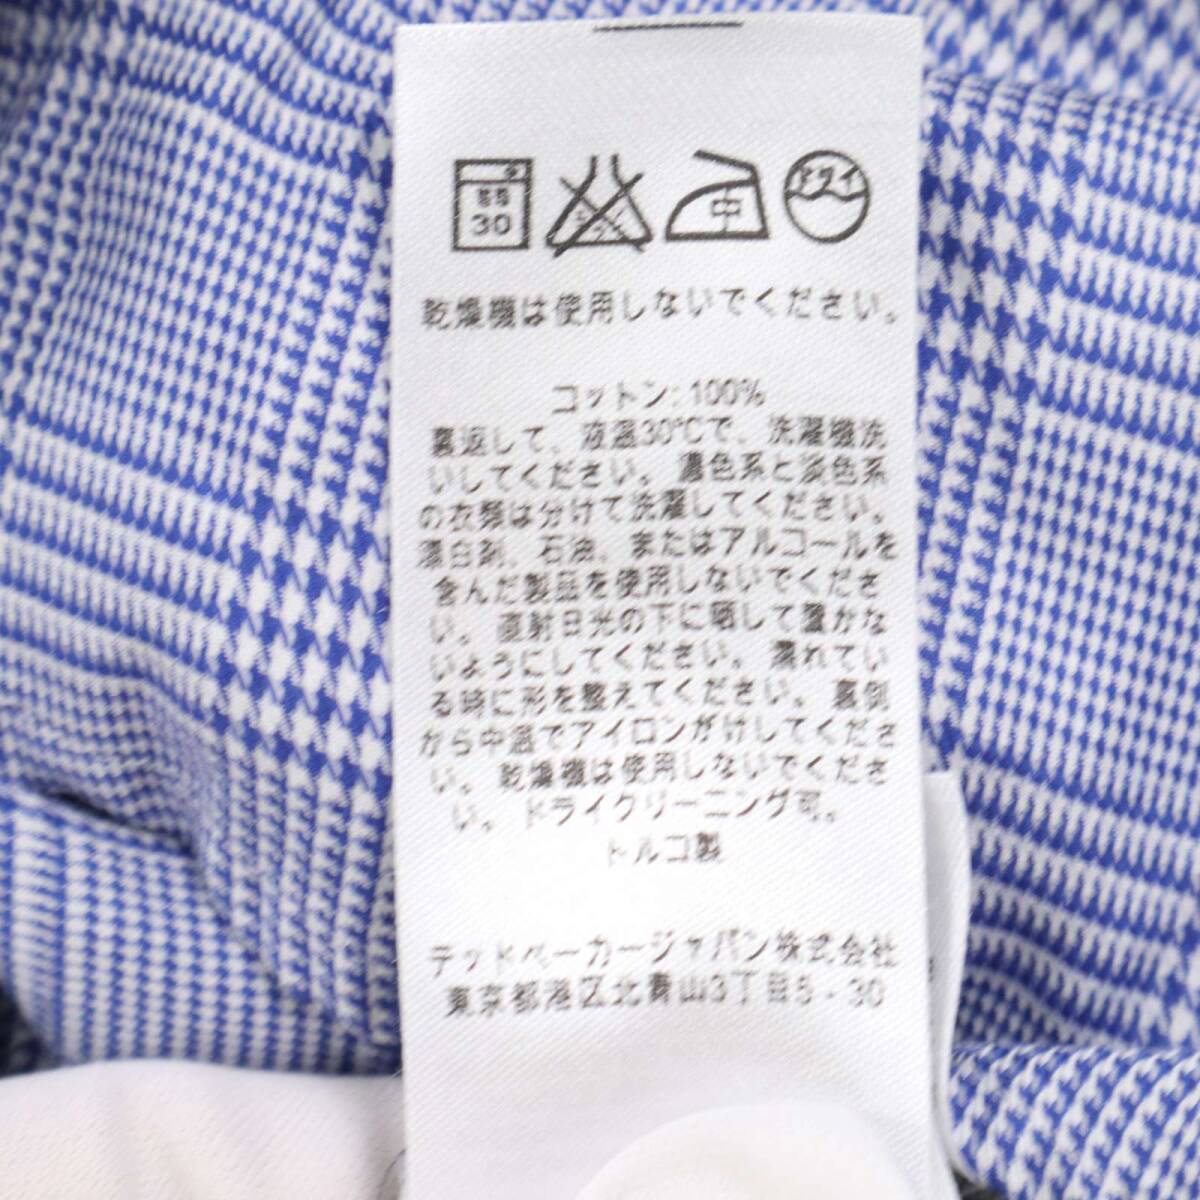 30
中
ドライ
乾燥機は使用しないでください。
コットン: 100%
裏返して、液温30℃で、洗濯機洗
いしてください。濃色系と淡色系
の衣類は分けて洗濯してください。
漂白剤、石油、またはアルコールを
含んだ製品を使用しないでくださ
い。直射日光の下に晒して置かな
いようにしてください。濡れてい
る時に形を整えてください。裏側
から中温でアイロンがけしてくださ
い。乾燥機は使用しないでくださ
い。ドライクリーニング可。
トルコ製
テッドベーカージャパン株式会社
東京都港区北青山3丁目5 - 30